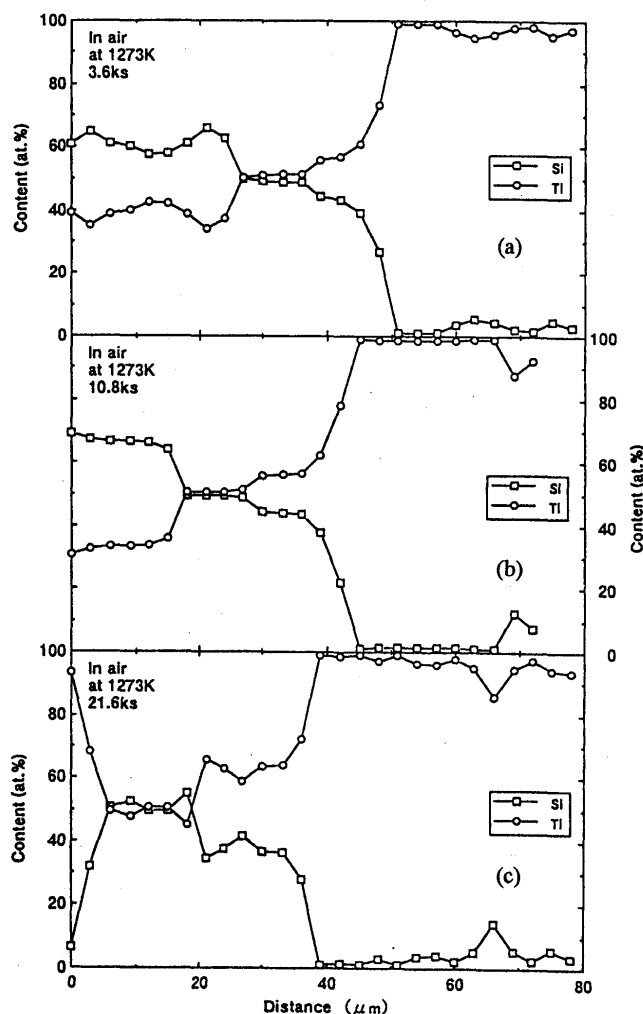 100
In air
at 1273K
3.6ks
80
60
Content (at.%)
40
20
0
Si
Ti
(a)
In air
at 1273K
10.8ks
100
80
60
Content (at.%)
40
20
0
Si
Ti
(b)
100
In air
at 1273K
21.6ks
80
60
Content (at.%)
40
20
0
Si
Ti
(c)
0 20 40 60 80
Distance (μm)